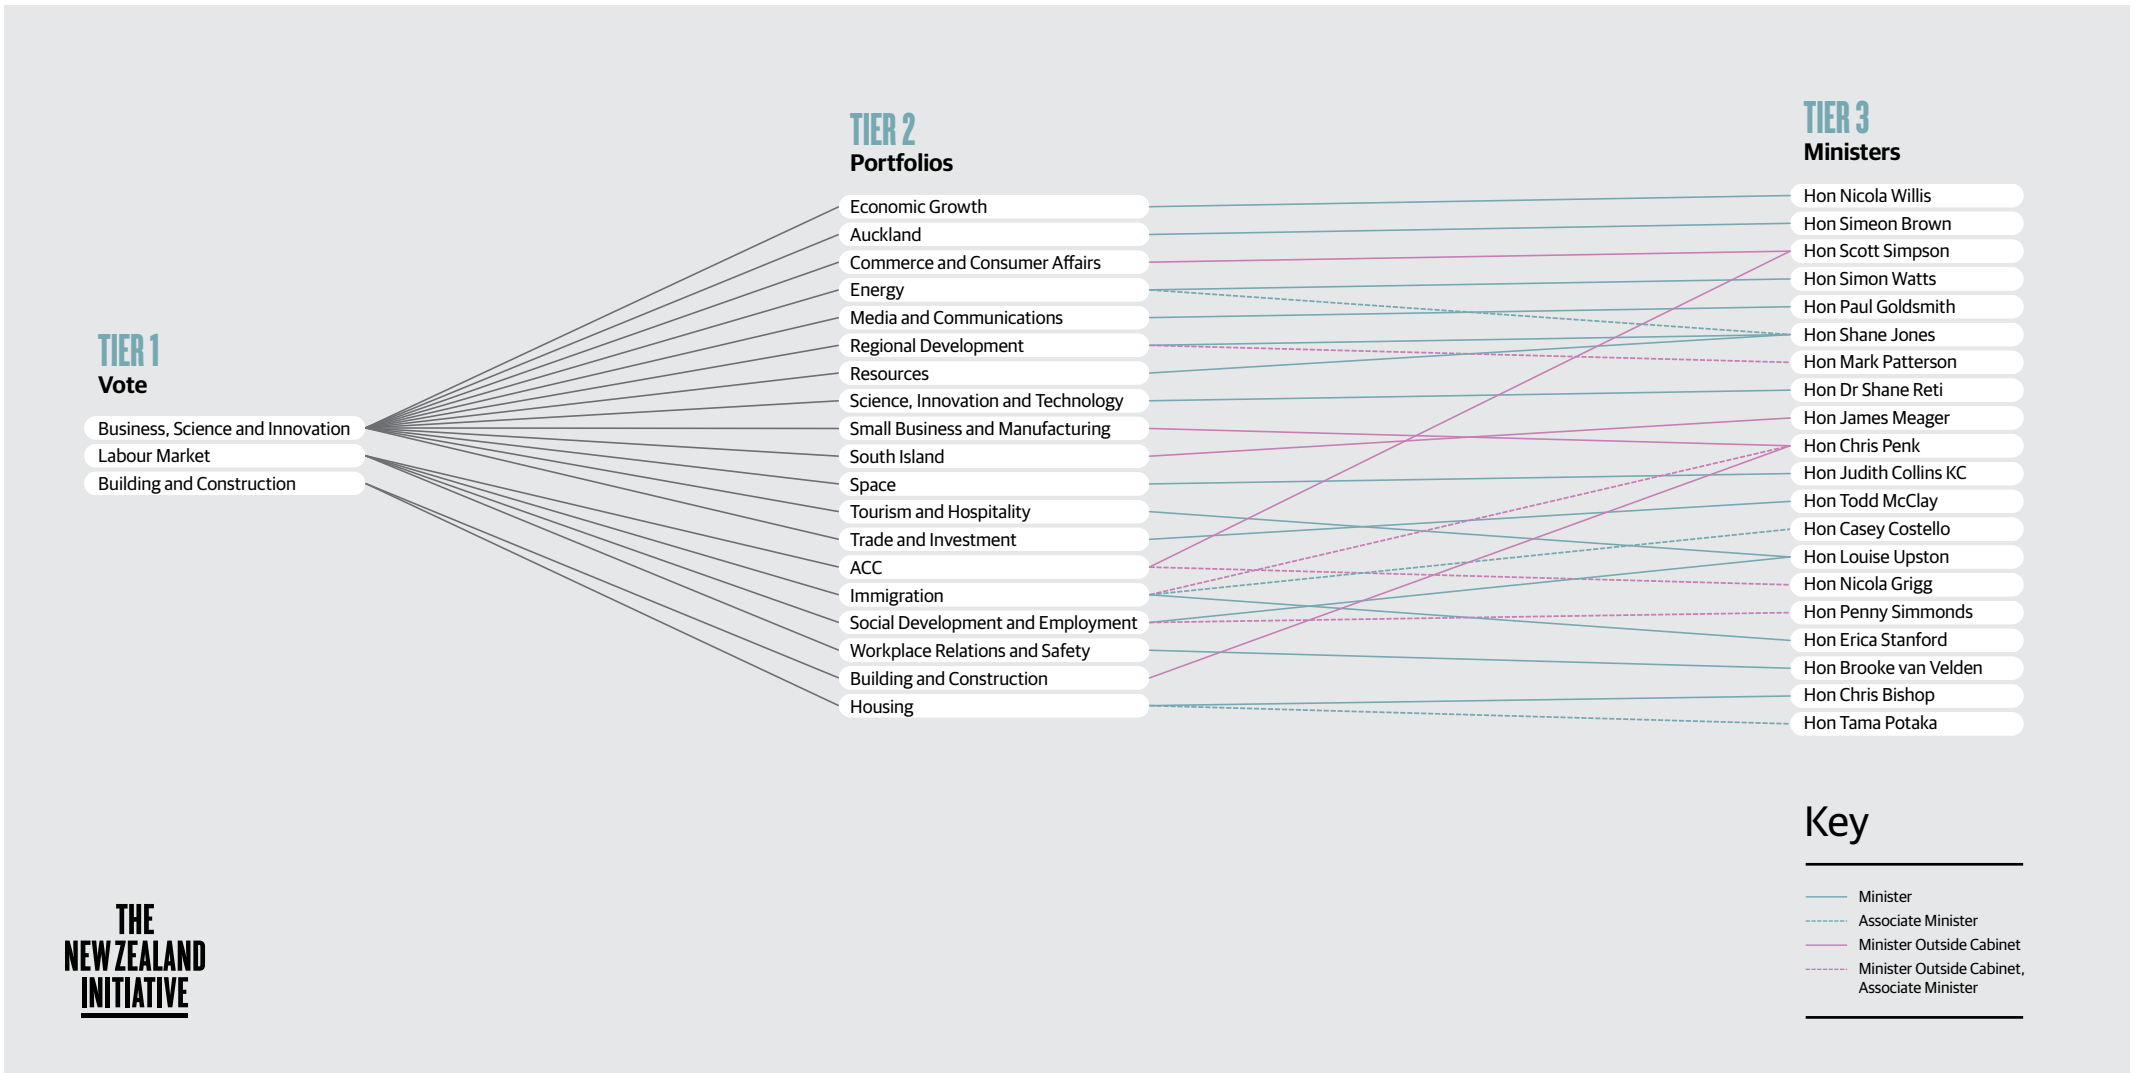 TIER 1
Vote
Business, Science and Innovation
Labour Market
Building and Construction
TIER 2
Portfolios
Economic Growth
Auckland
Commerce and Consumer Affairs
Energy
Media and Communications
Regional Development
Resources
Science, Innovation and Technology
Small Business and Manufacturing
South Island
Space
Tourism and Hospitality
Trade and Investment
ACC
Immigration
Social Development and Employment
Workplace Relations and Safety
Building and Construction
Housing
TIER 3
Ministers
Hon Nicola Willis
Hon Simeon Brown
Hon Scott Simpson
Hon Simon Watts
Hon Paul Goldsmith
Hon Shane Jones
Hon Mark Patterson
Hon Dr Shane Reti
Hon James Meager
Hon Chris Penk
Hon Judith Collins KC
Hon Todd McClay
Hon Casey Costello
Hon Louise Upston
Hon Nicola Grigg
Hon Penny Simmonds
Hon Erica Stanford
Hon Brooke van Velden
Hon Chris Bishop
Hon Tama Potaka
Key
Minister
Associate Minister
Minister Outside Cabinet
Minister Outside Cabinet,
Associate Minister
THE
NEW ZEALAND
INITIATIVE